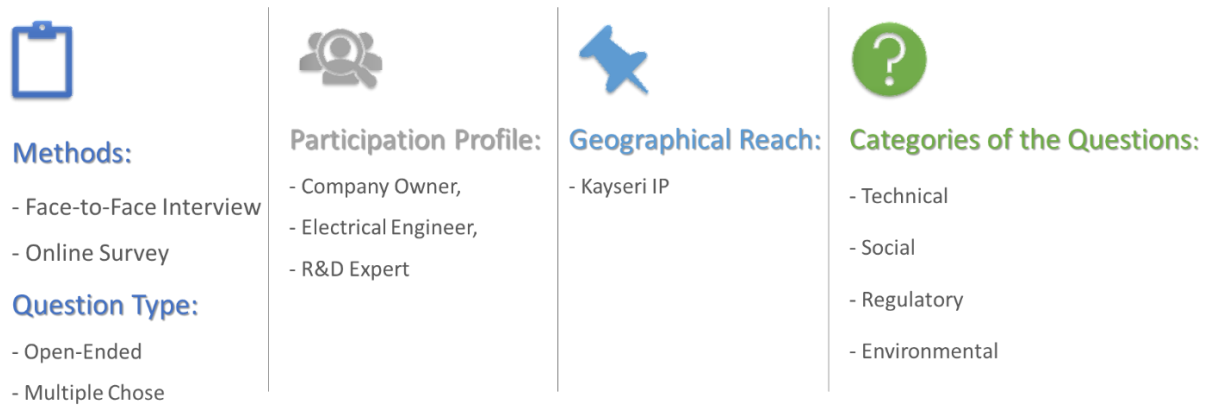 Methods:
- Face-to-Face Interview
- Online Survey
Question Type:
- Open-Ended
- Multiple Chose
Participation Profile:
- Company Owner,
- Electrical Engineer,
- R&D Expert
Geographical Reach:
- Kayseri IP
Categories of the Questions:
- Technical
- Social
- Regulatory
- Environmental